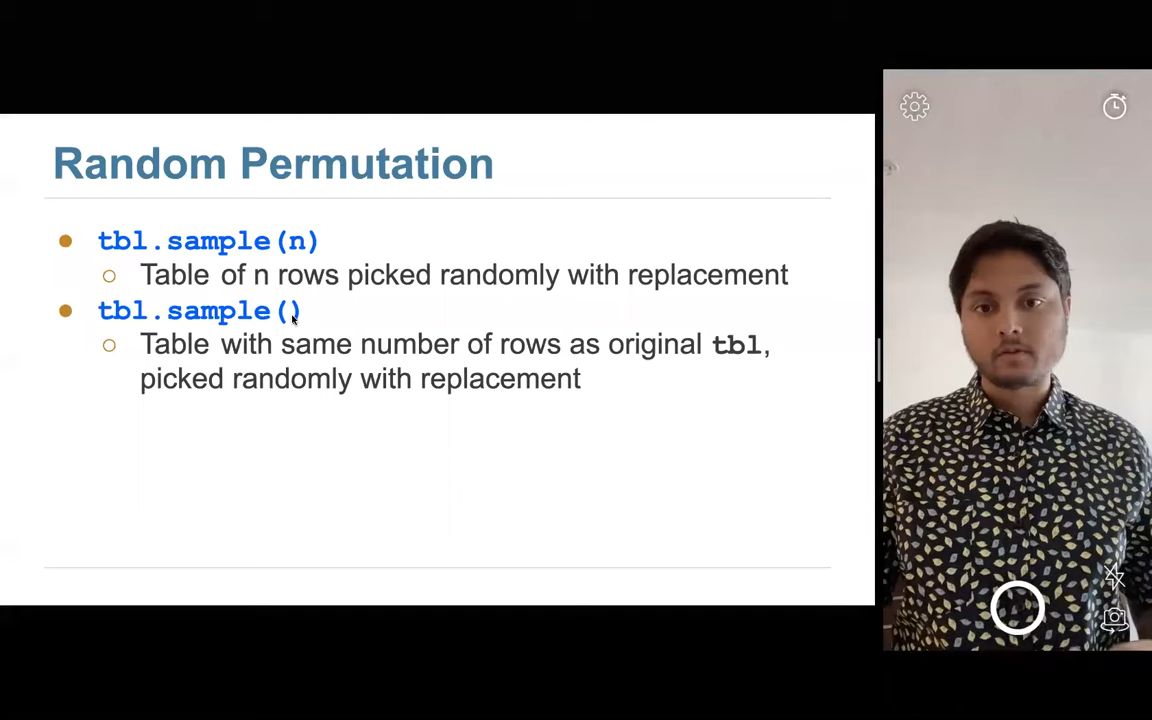 Random Permutation
● tbl.sample(n)
○ Table of n rows picked randomly with replacement
● tbl.sample()
○ Table with same number of rows as original tbl,
picked randomly with replacement